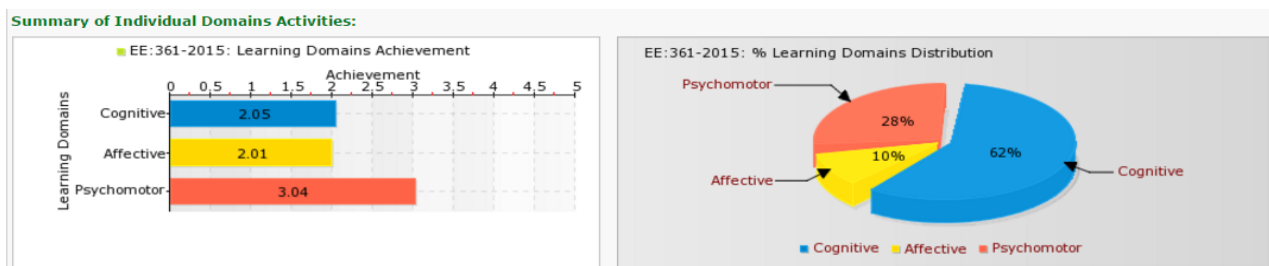 Summary of Individual Domains Activities:
EE:361-2015: Learning Domains Achievement
Achievement
0 0.5 1 1.5 2 2.5 3 3.5 4 4.5 5
Learning Domains
Cognitive 2.05
Affective 2.01
Psychomotor 3.04
EE:361-2015: % Learning Domains Distribution
Psychomotor
28%
10%
62%
Affective
Cognitive
Cognitive Affective Psychomotor